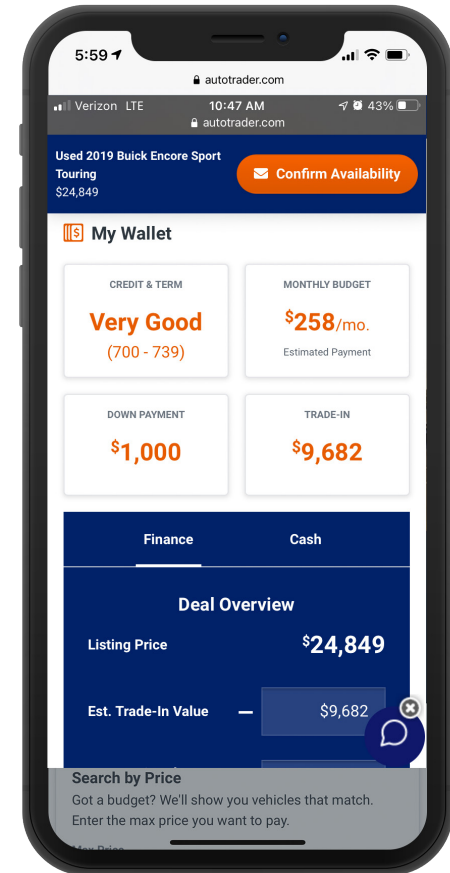 5:59
autotrader.com
Verizon LTE 10:47 AM 43%
autotrader.com
Used 2019 Buick Encore Sport
Touring
$24,849
Confirm Availability
My Wallet
CREDIT & TERM
Very Good
(700 - 739)
MONTHLY BUDGET
$258/mo.
Estimated Payment
DOWN PAYMENT
$1,000
TRADE-IN
$9,682
Finance
Cash
Deal Overview
Listing Price $24,849
Est. Trade-In Value — $9,682
Search by Price
Got a budget? We'll show you vehicles that match.
Enter the max price you want to pay.
Max Price